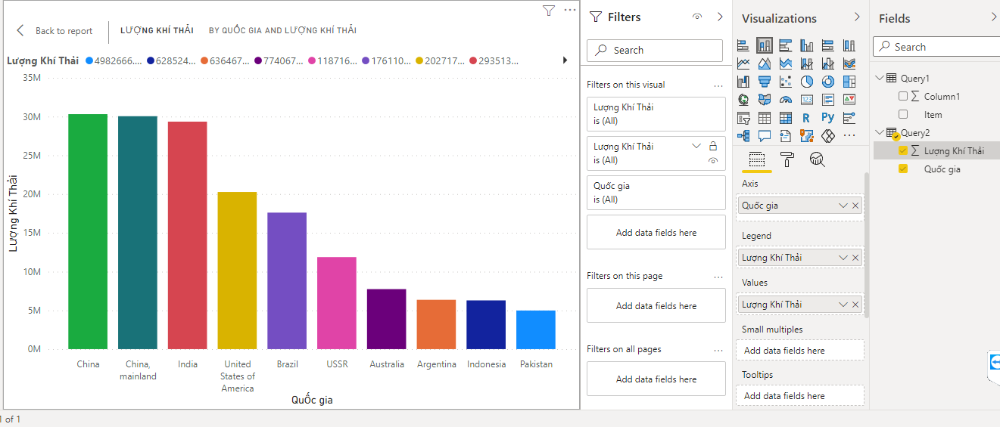 Back to report
LƯỢNG KHÍ THẢI
BY QUỐC GIA AND LƯỢNG KHÍ THẢI
Lượng Khí Thải 4982666... 628524... 636467... 774067... 118716... 176110... 202717... 293513...
35M
30M
25M
20M
15M
10M
5M
0M
Lượng Khí Thải
China
China, mainland
India
United States of America
Brazil
USSR
Australia
Argentina
Indonesia
Pakistan
Quốc gia
1 of 1
Filters
Search
Filters on this visual
...
Lượng Khí Thải
is (All)
Lượng Khí Thải
is (All)
Quốc gia
is (All)
Add data fields here
Filters on this page
...
Add data fields here
Filters on all pages
...
Add data fields here
Visualizations
123
R
Py
...
Axis
Quốc gia
Legend
Lượng Khí Thải
Values
Lượng Khí Thải
Small multiples
Add data fields here
Tooltips
Add data fields here
Fields
Search
Query1
Σ Column1
Item
Query2
Σ Lượng Khí Thải
Quốc gia